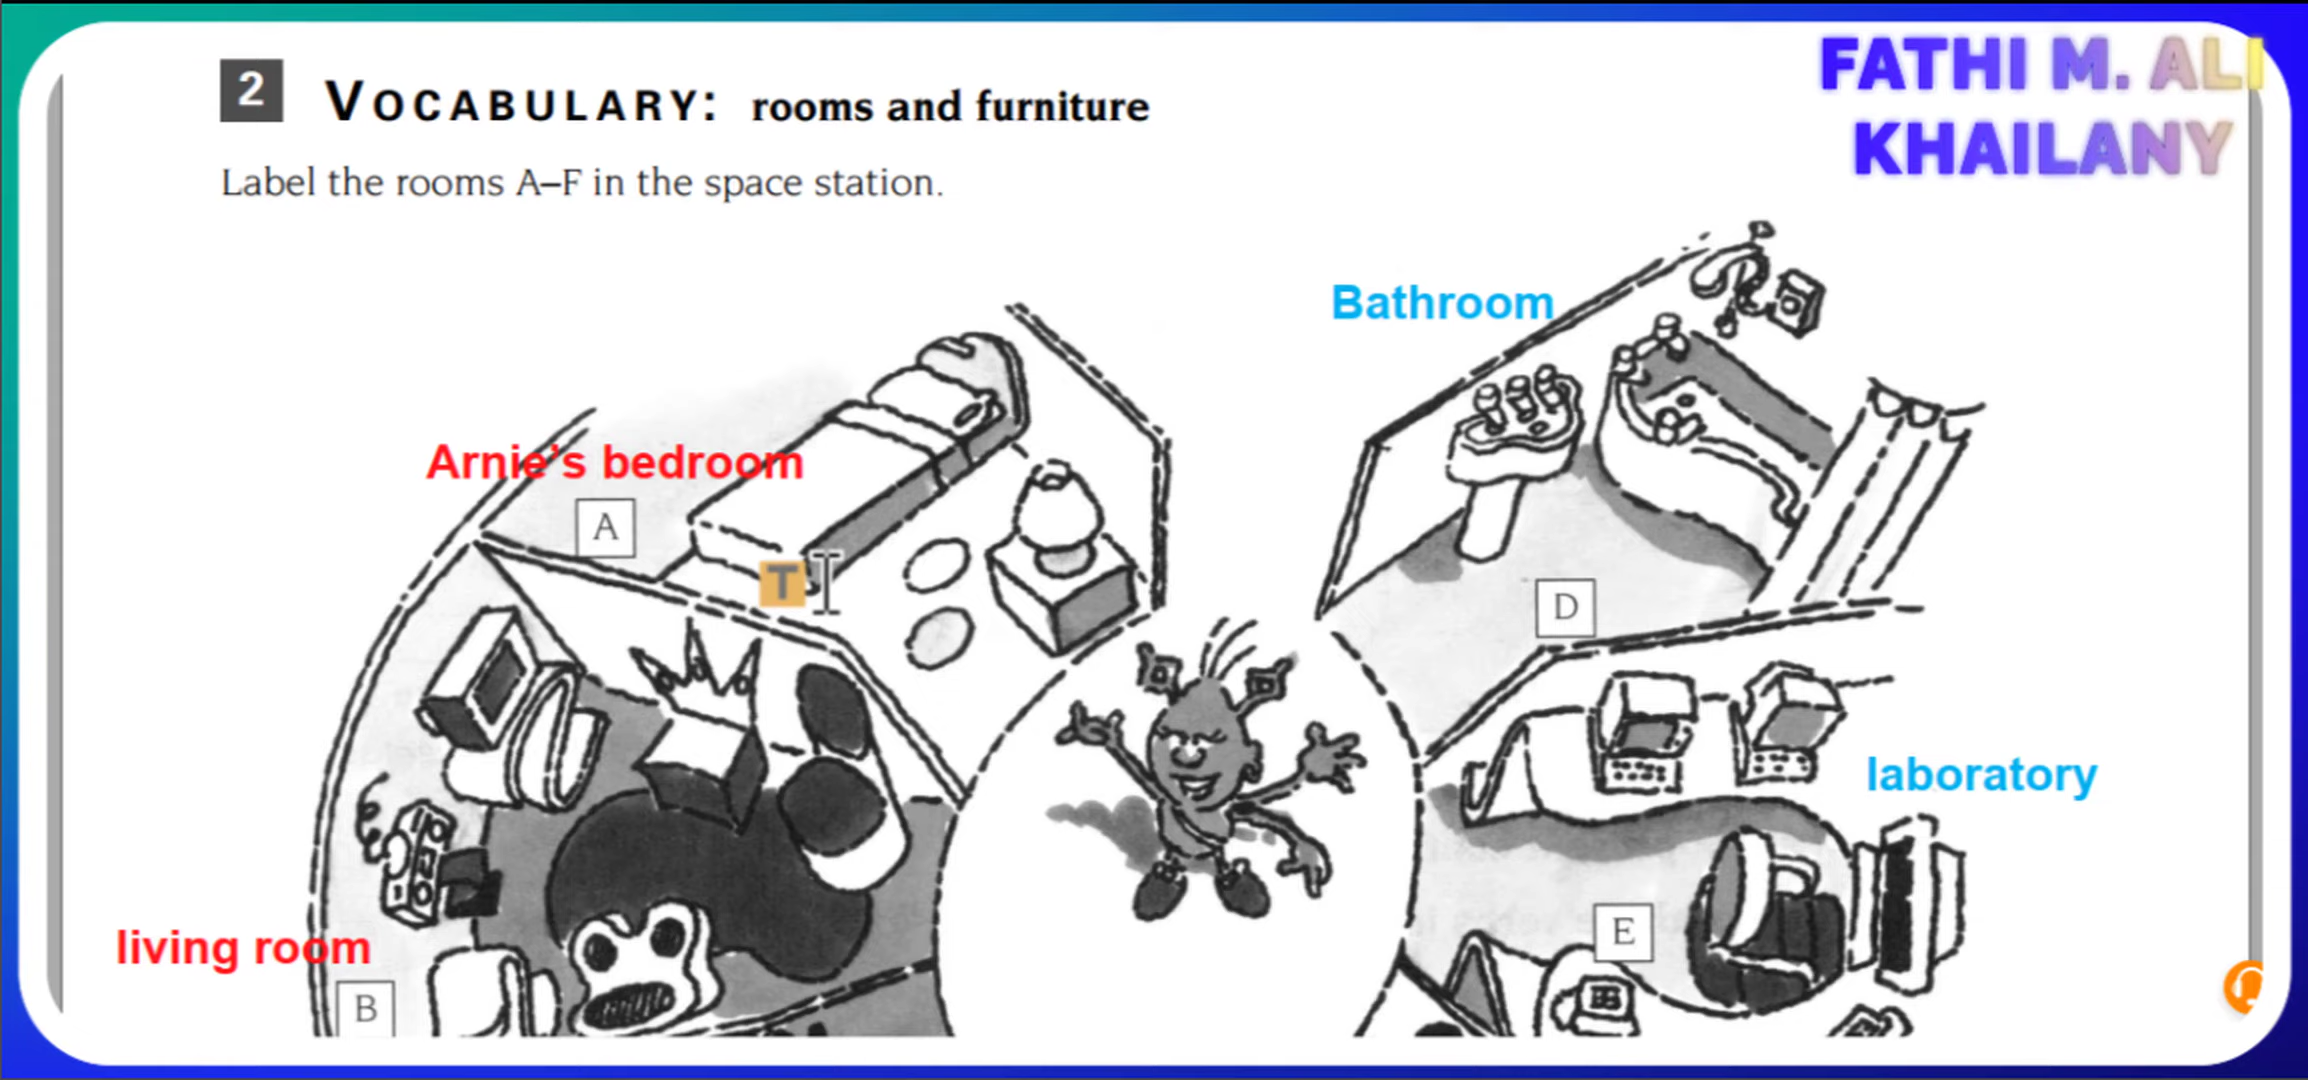 2 VOCABULARY: rooms and furniture
FATHI M. ALI
KHAILANY
Label the rooms A–F in the space station.
Bathroom
Arnie's bedroom
A
T
D
laboratory
E
living room
B